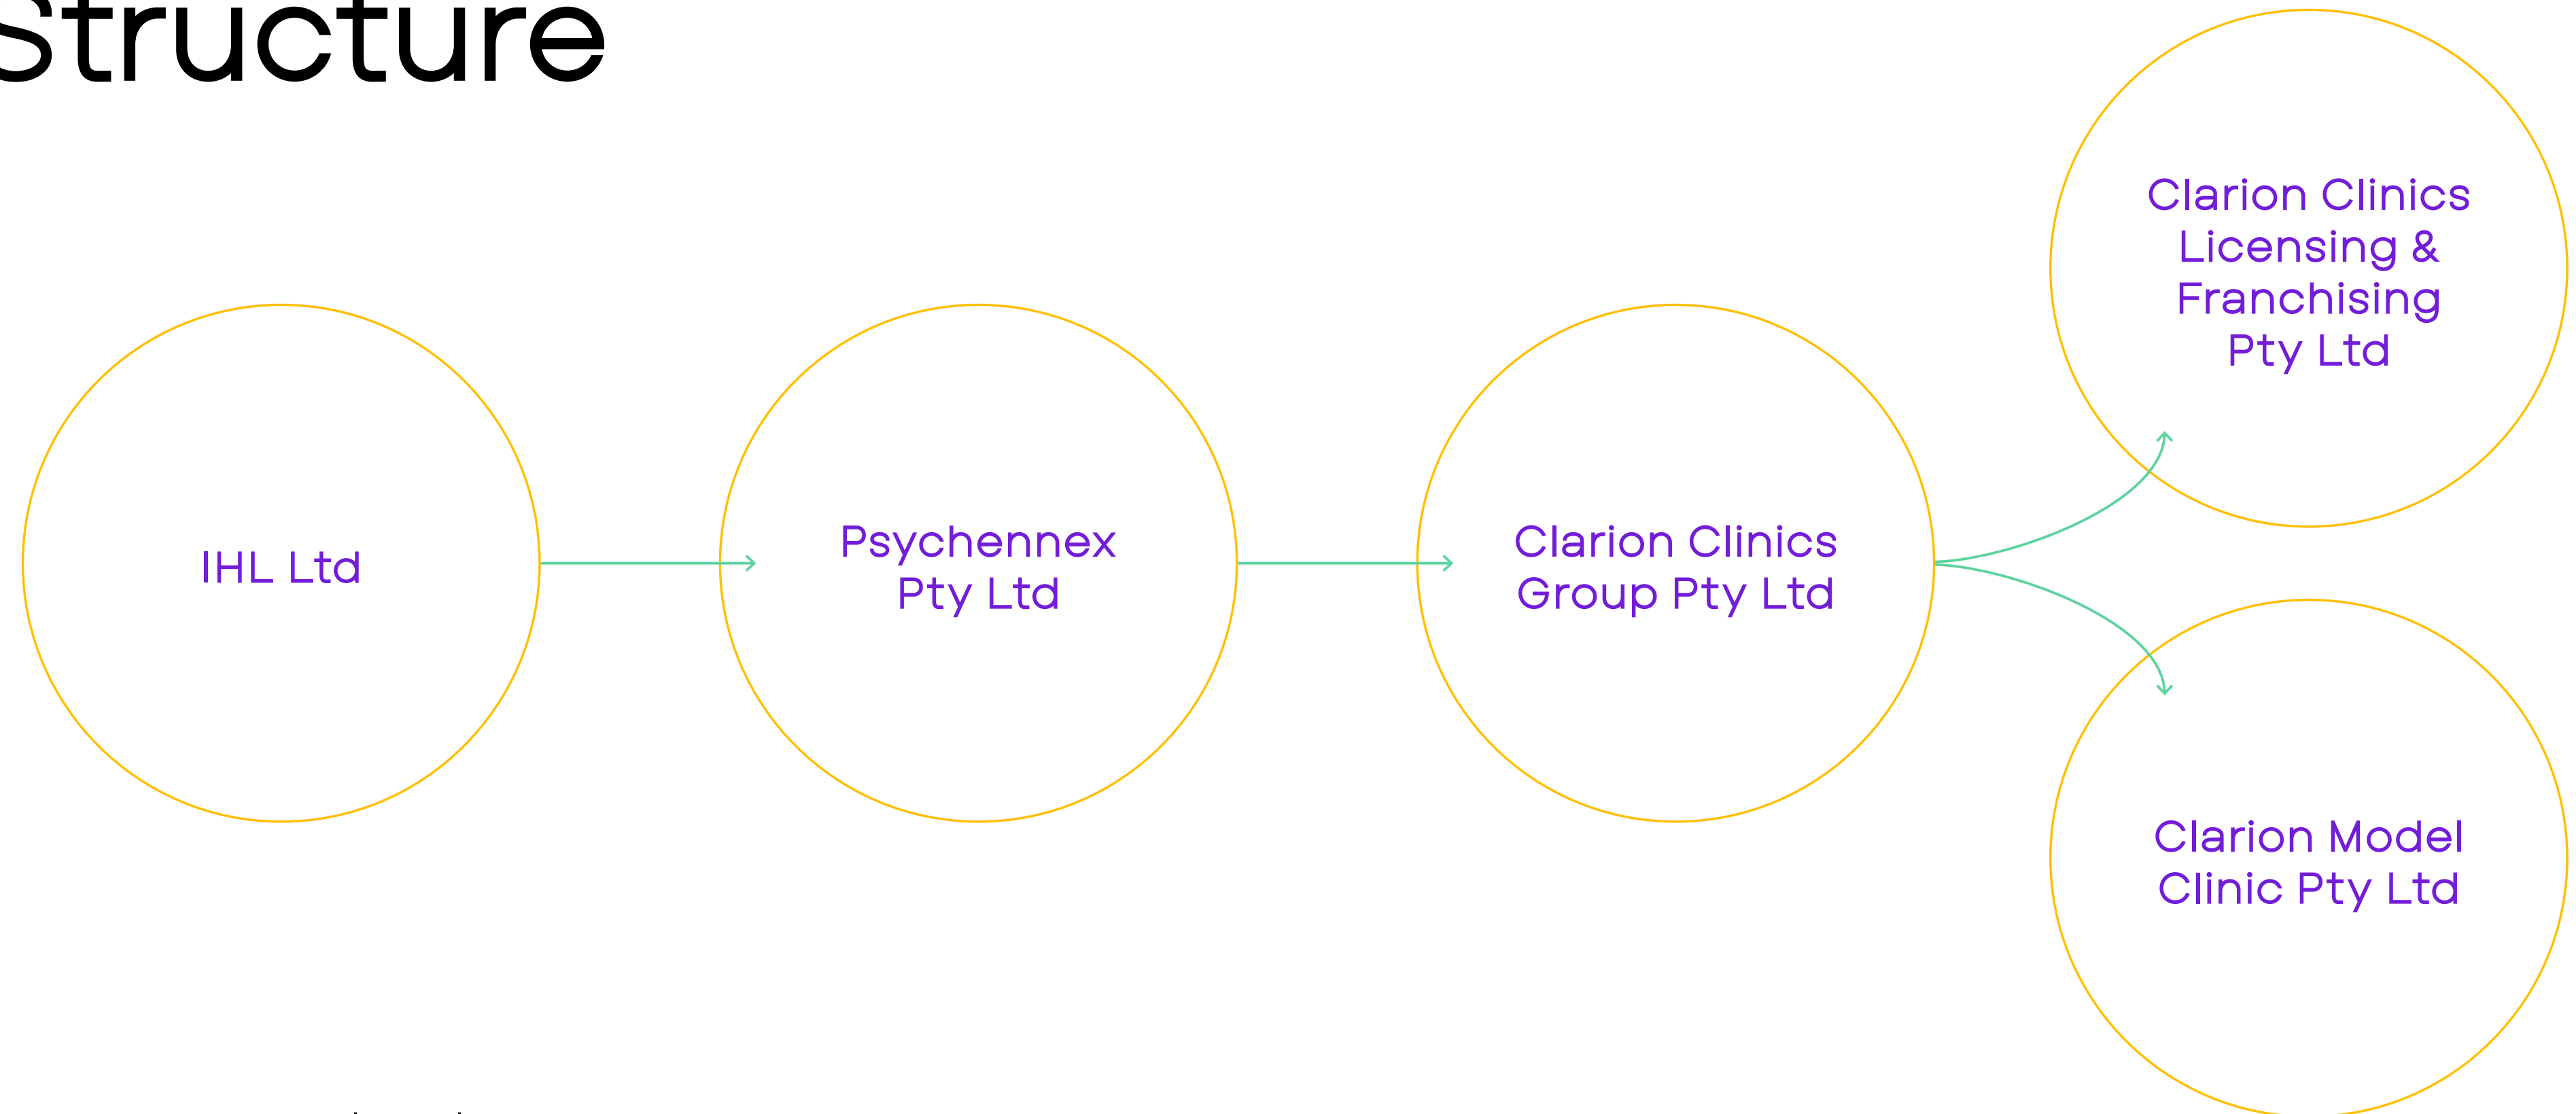 Structure
IHL Ltd
Psychennex
Pty Ltd
Clarion Clinics
Group Pty Ltd
Clarion Clinics
Licensing &
Franchising
Pty Ltd
Clarion Model
Clinic Pty Ltd